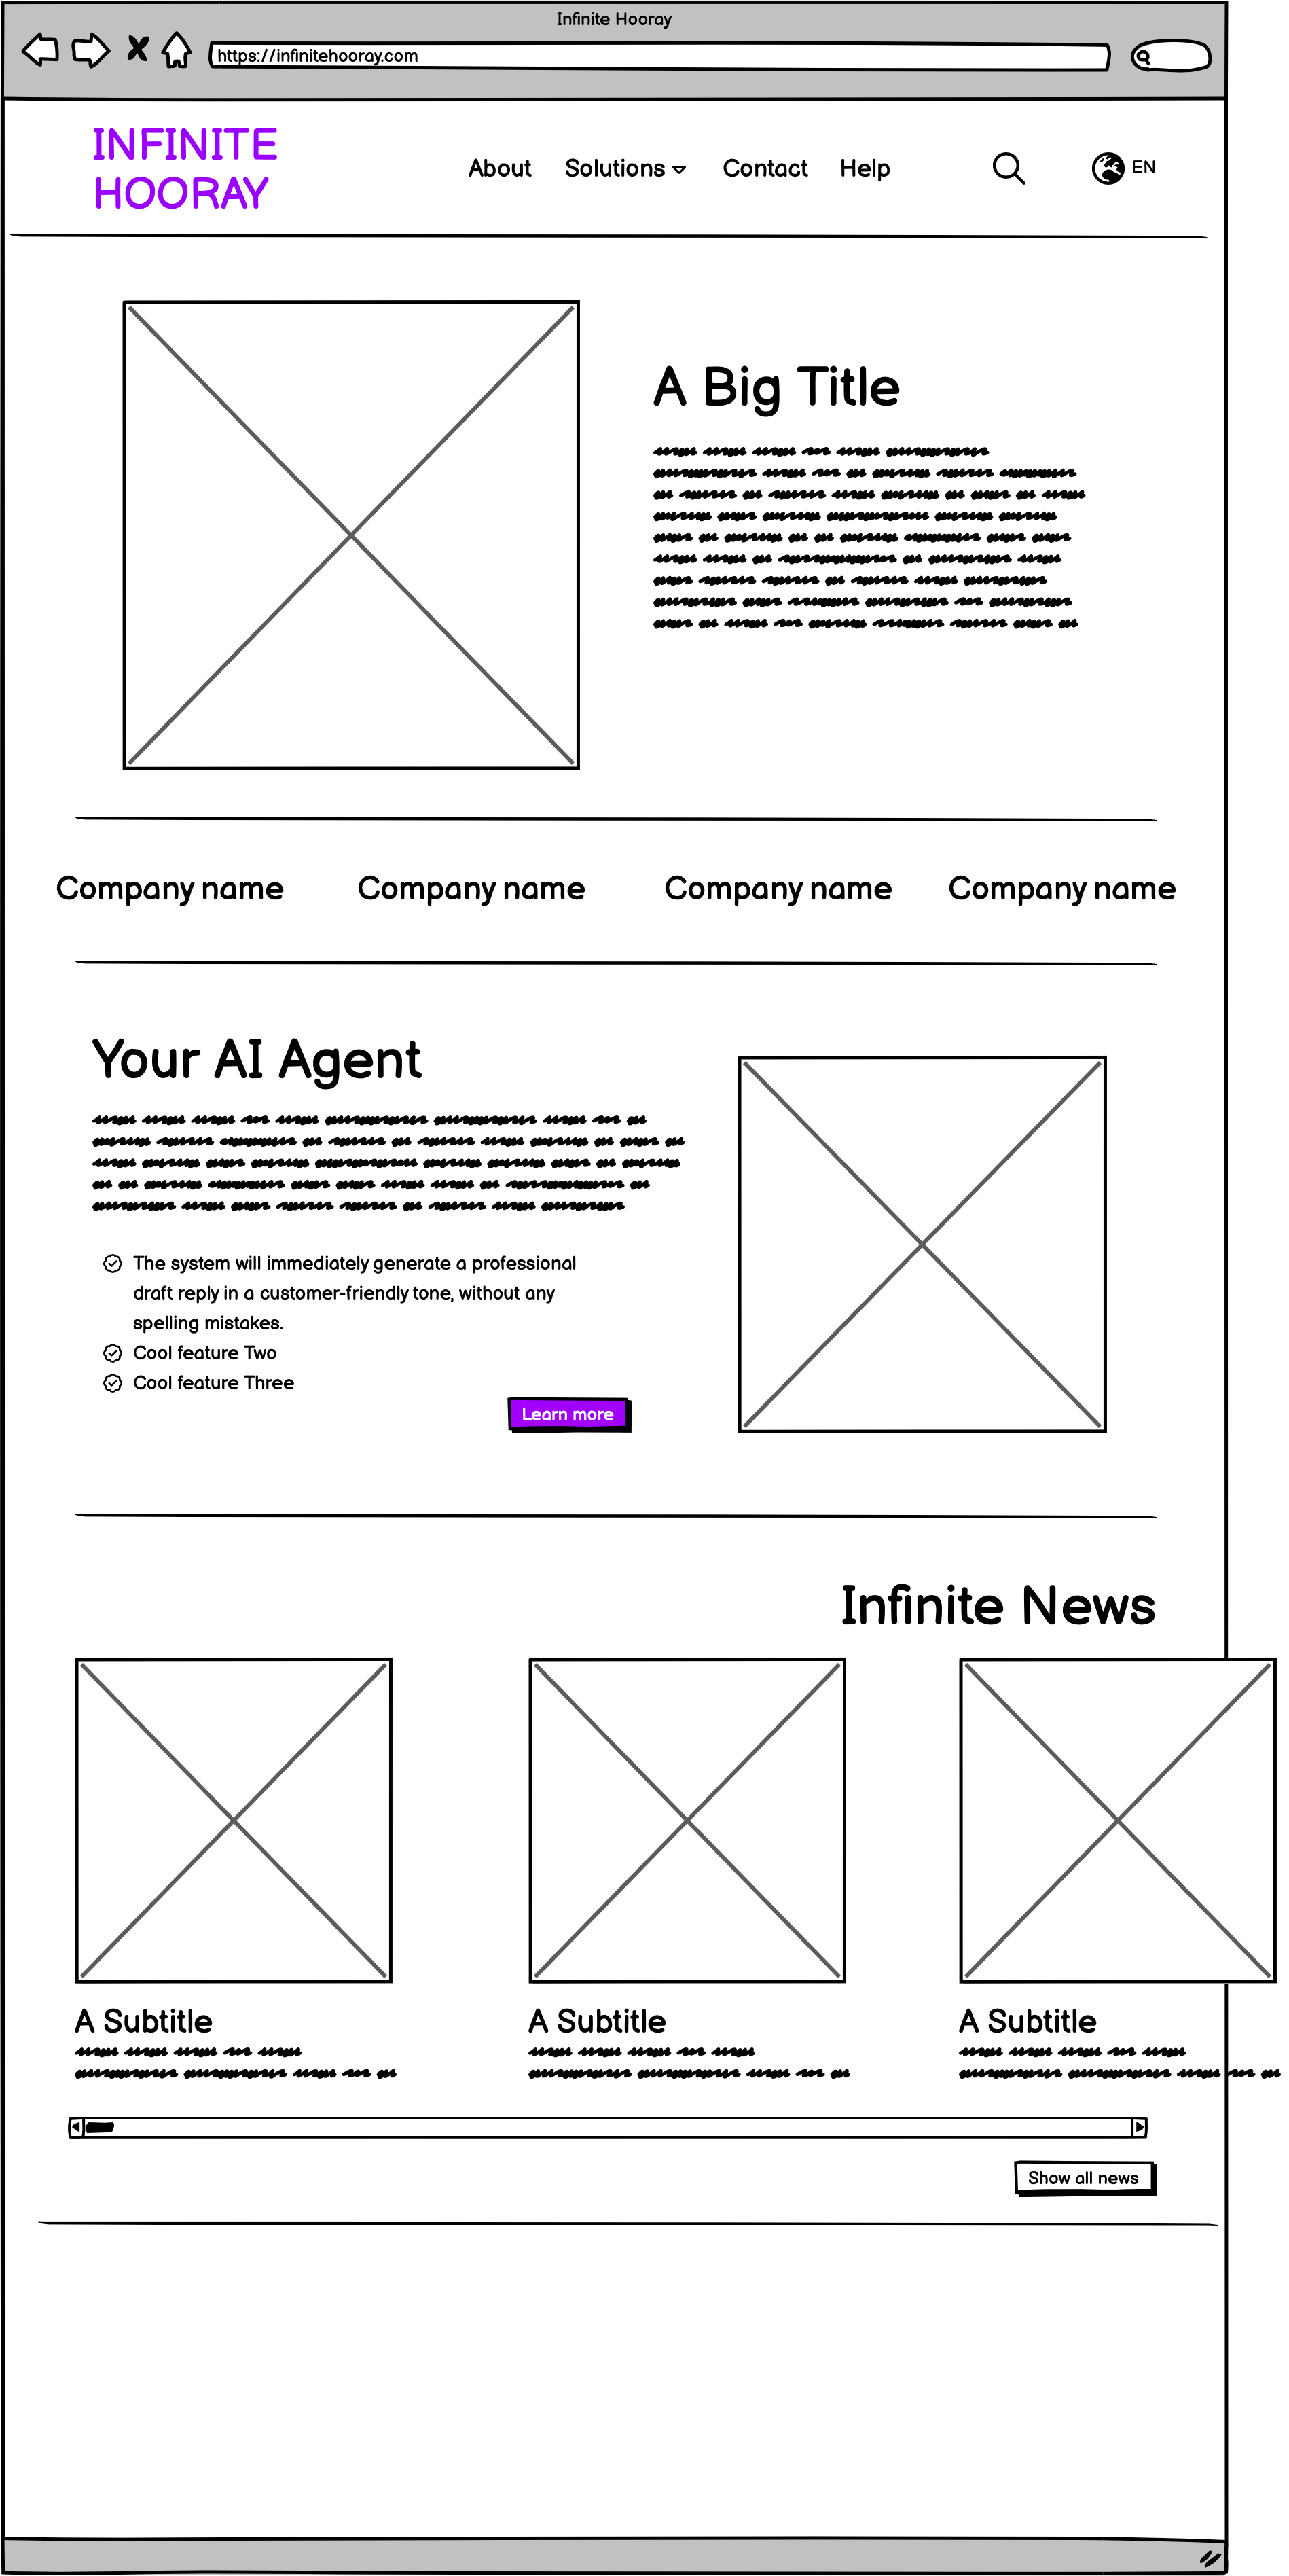 Infinite Hooray
https://infinitehooray.com
INFINITE
HOORAY
About Solutions Contact Help EN
A Big Title
Company name Company name Company name Company name
Your AI Agent
The system will immediately generate a professional
draft reply in a customer-friendly tone, without any
spelling mistakes.
Cool feature Two
Cool feature Three
Learn more
Infinite News
A Subtitle A Subtitle A Subtitle
Show all news